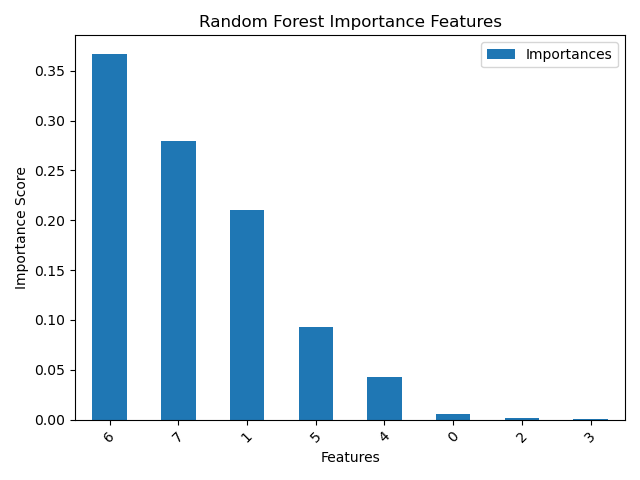 Random Forest Importance Features
Importances
0.35
0.30
0.25
0.20
0.15
0.10
0.05
0.00
Importance Score
6 7 1 5 4 0 2 3
Features